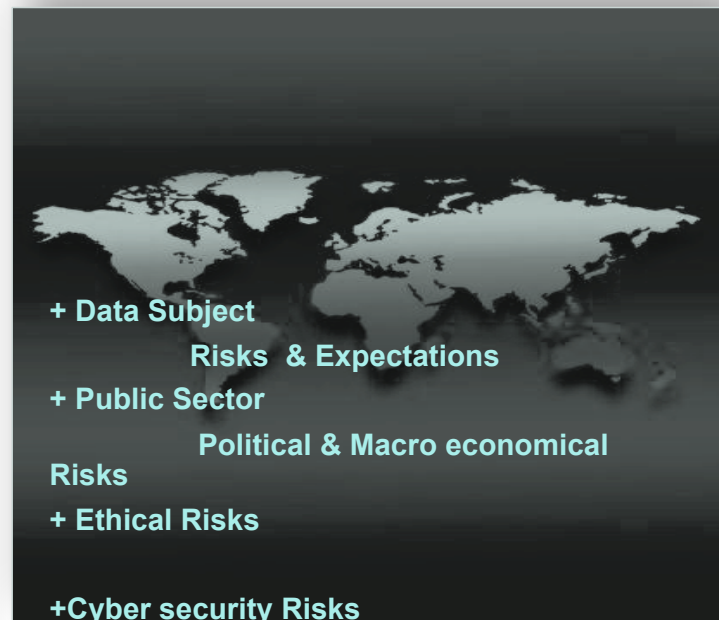 + Data Subject
Risks & Expectations
+ Public Sector
Political & Macro economical
Risks
+ Ethical Risks
+Cyber security Risks